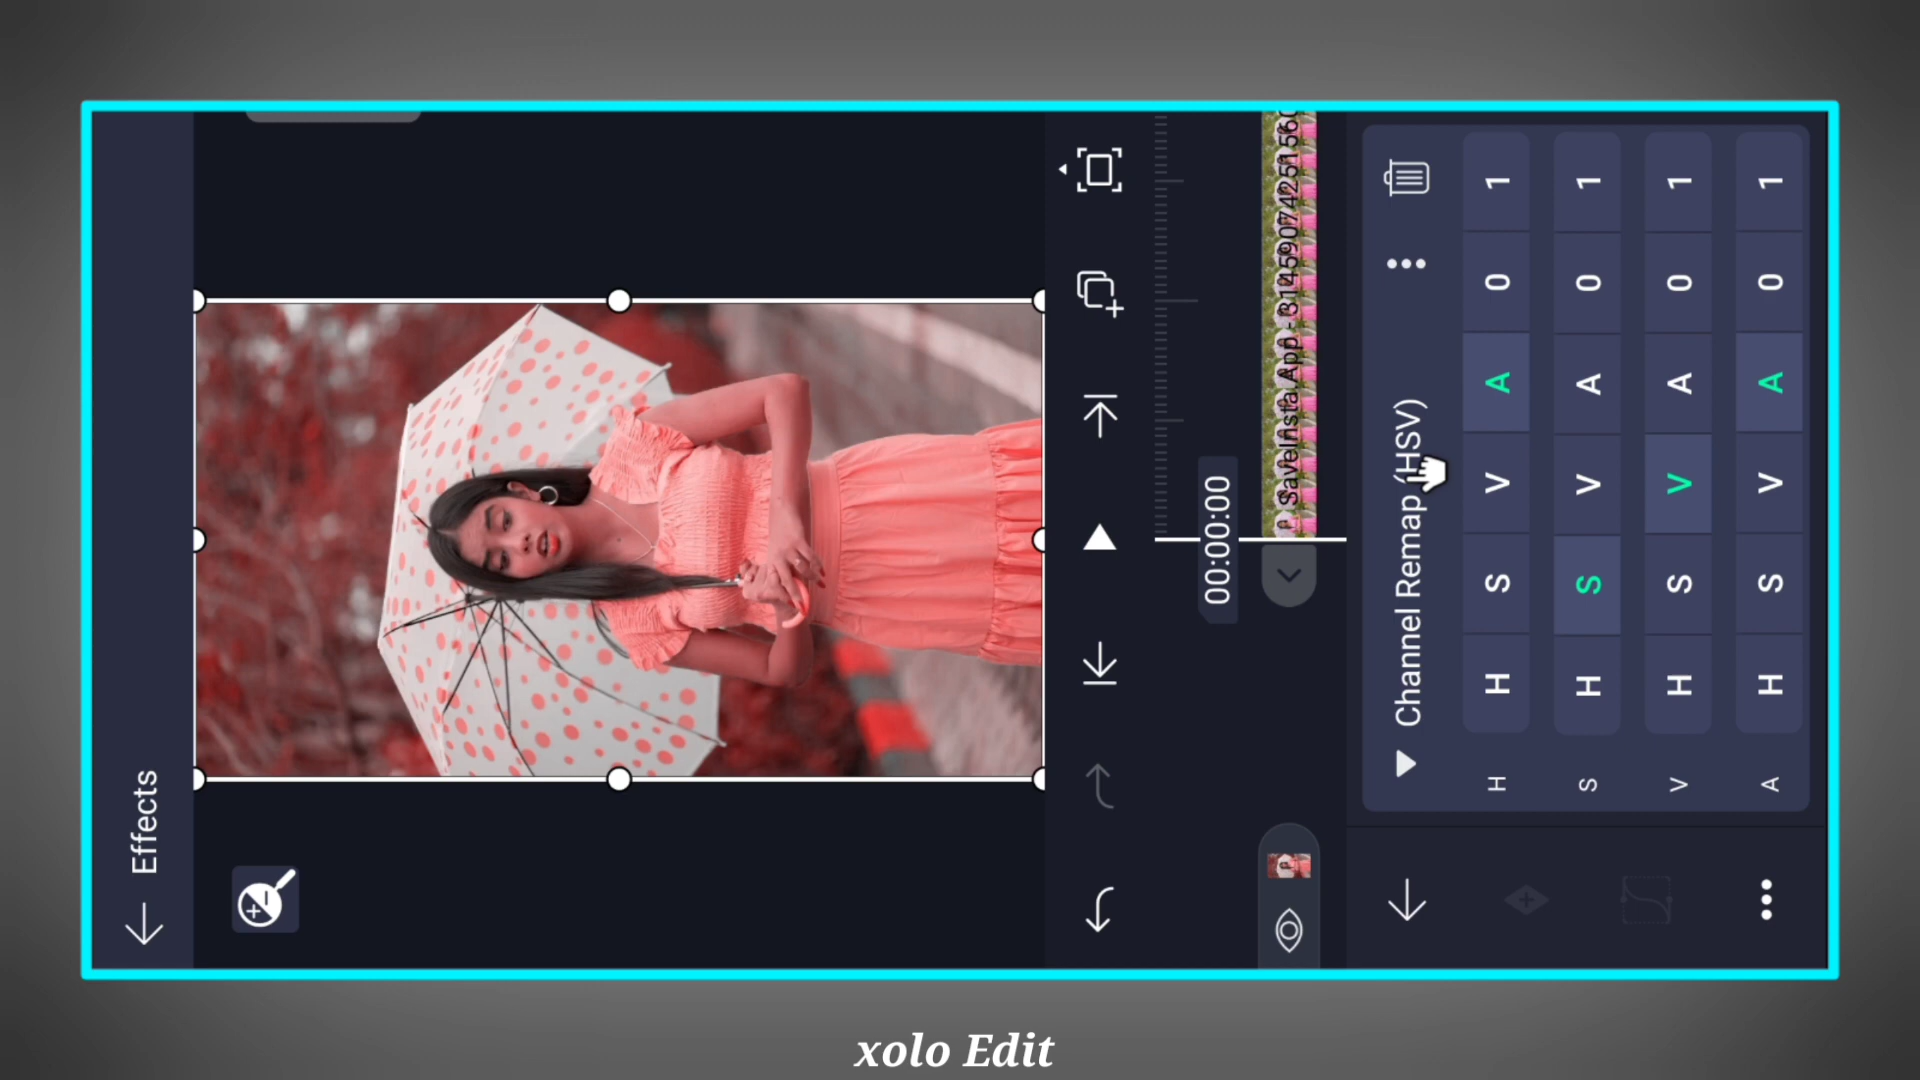 Effects
00:00:00
SaveInsta.App - 3145907425156
Channel Remap (HSV)
H H S V A 0 1
S H S V A 0 1
V H S V A 0 1
A H S V A 0 1
xolo Edit